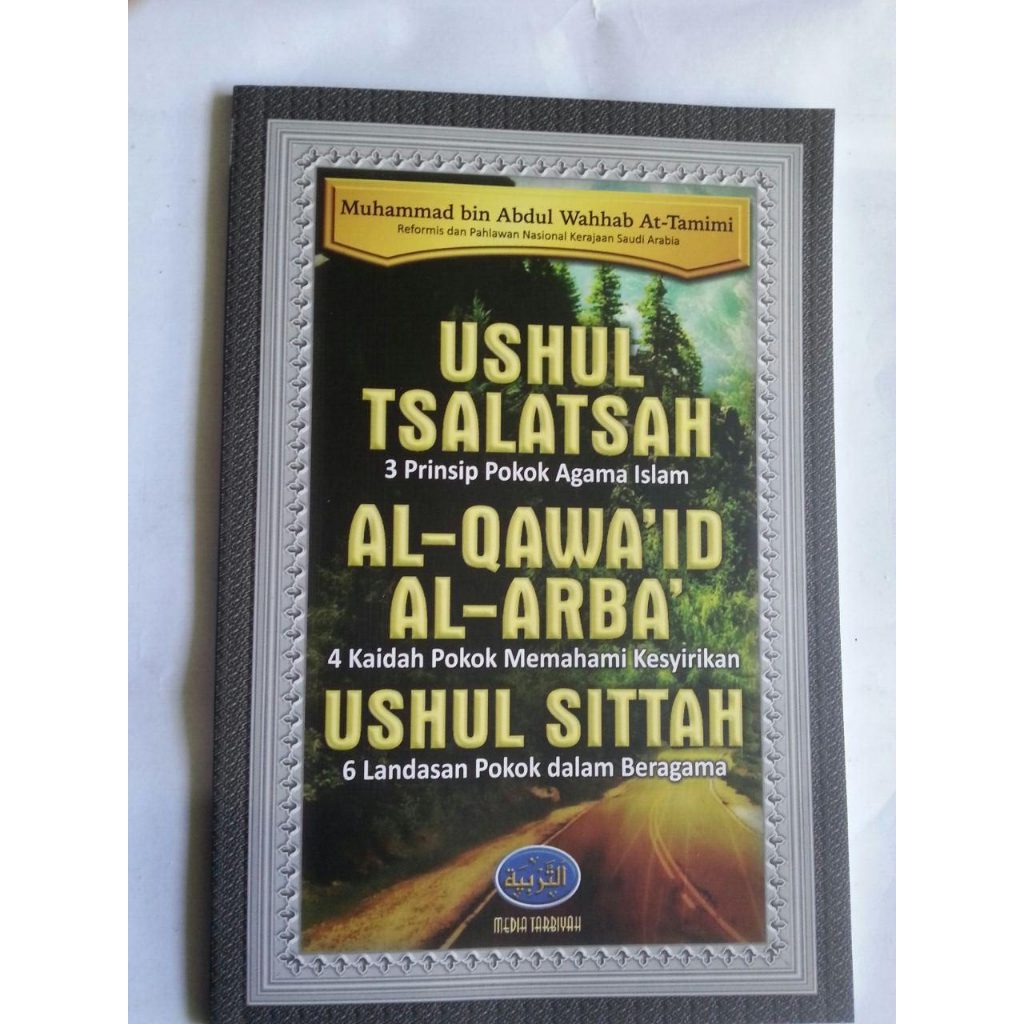 Muhammad bin Abdul Wahhab At-Tamimi
Reformis dan Pahlawan Nasional Kerajaan Saudi Arabia
USHUL
TSALATSAH
3 Prinsip Pokok Agama Islam
AL-QAWA'ID
AL-ARBA'
4 Kaidah Pokok Memahami Kesyirikan
USHUL SITTAH
6 Landasan Pokok dalam Beragama
التَّرْبِيَة
MEDIA TARBIYAH